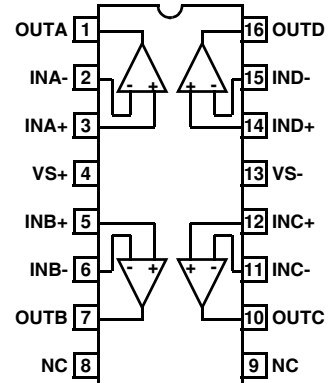 OUTA 1 16 OUTD
INA- 2 - + + - 15 IND-
INA+ 3 14 IND+
VS+ 4 13 VS-
INB+ 5 12 INC+
INB- 6 - + + - 11 INC-
OUTB 7 10 OUTC
NC 8 9 NC